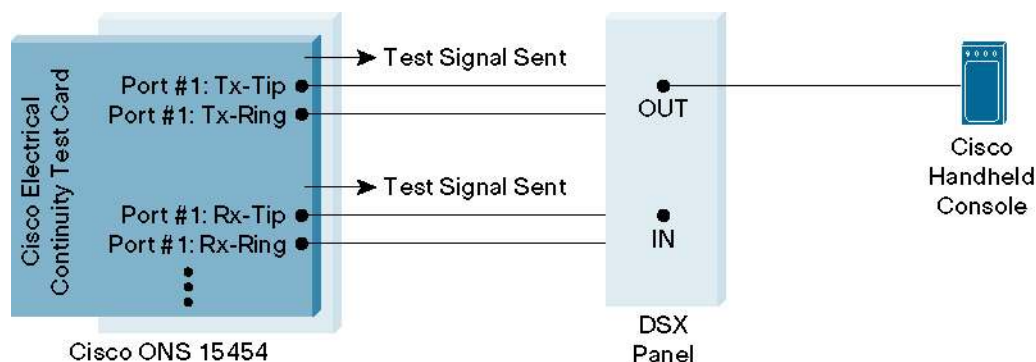 Cisco Electrical
Continuity Test Card
Test Signal Sent
Port #1: Tx-Tip
Port #1: Tx-Ring
Test Signal Sent
Port #1: Rx-Tip
Port #1: Rx-Ring
Cisco ONS 15454
OUT
IN
DSX
Panel
Cisco
Handheld
Console